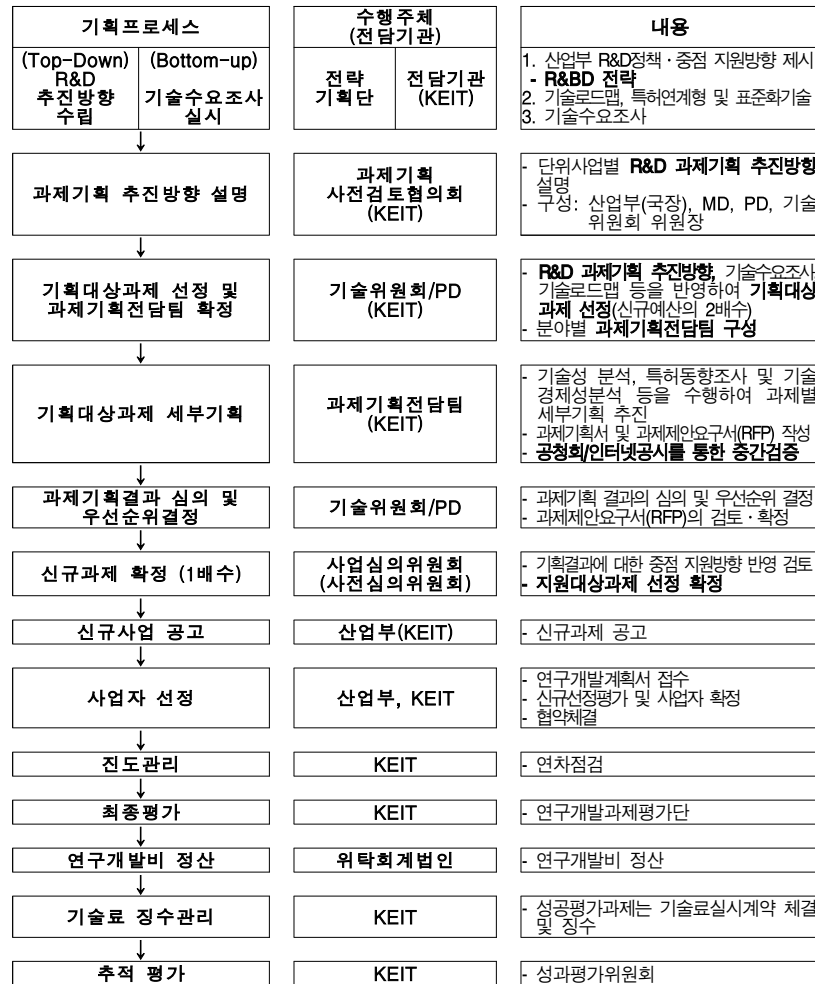 기획프로세스
수행주체
(전담기관)
내용
(Top-Down)
R&D
추진방향
수립
(Bottom-up)
기술수요조사
실시
전략
기획단
전담기관
(KEIT)
1. 산업부 R&D정책·중점 지원방향 제시
- R&BD 전략
2. 기술로드맵, 특허연계형 및 표준화기술
3. 기술수요조사
↓
과제기획 추진방향 설명
과제기획
사전검토협의회
(KEIT)
- 단위사업별 R&D 과제기획 추진방향
설명
- 구성: 산업부(국장), MD, PD, 기술
위원회 위원장
↓
기획대상과제 선정 및
과제기획전담팀 확정
기술위원회/PD
(KEIT)
- R&D 과제기획 추진방향, 기술수요조사
기술로드맵 등을 반영하여 기획대상
과제 선정(신규예산의 2배수)
- 분야별 과제기획전담팀 구성
↓
기획대상과제 세부기획
과제기획전담팀
(KEIT)
- 기술성 분석, 특허동향조사 및 기술
경제성분석 등을 수행하여 과제별
세부기획 추진
- 과제기획서 및 과제제안요구서(RFP) 작성
- 공청회/인터넷공시를 통한 중간검증
↓
과제기획결과 심의 및
우선순위결정
기술위원회/PD
- 과제기획 결과의 심의 및 우선순위 결정
- 과제제안요구서(RFP)의 검토·확정
↓
신규과제 확정 (1배수)
사업심의위원회
(사전심의위원회)
- 기획결과에 대한 중점 지원방향 반영 검토
- 지원대상과제 선정 확정
↓
신규사업 공고
산업부(KEIT)
- 신규과제 공고
↓
사업자 선정
산업부, KEIT
- 연구개발계획서 접수
- 신규선정평가 및 사업자 확정
- 협약체결
↓
진도관리
KEIT
- 연차점검
↓
최종평가
KEIT
- 연구개발과제평가단
↓
연구개발비 정산
위탁회계법인
- 연구개발비 정산
↓
기술료 징수관리
KEIT
- 성공평가과제는 기술료실시계약 체결
및 징수
↓
추적 평가
KEIT
- 성과평가위원회